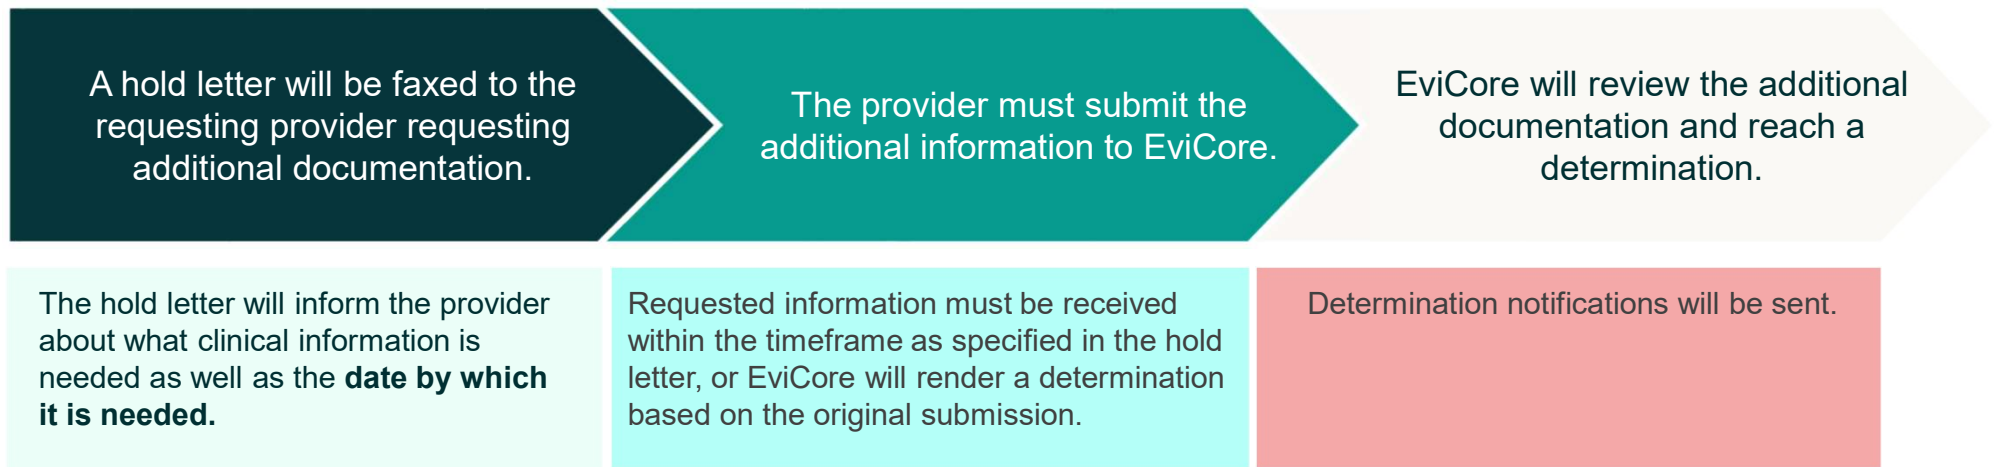 A hold letter will be faxed to the
requesting provider requesting
additional documentation.
The provider must submit the
additional information to EviCore.
EviCore will review the additional
documentation and reach a
determination.
The hold letter will inform the provider
about what clinical information is
needed as well as the date by which
it is needed.
Requested information must be received
within the timeframe as specified in the hold
letter, or EviCore will render a determination
based on the original submission.
Determination notifications will be sent.